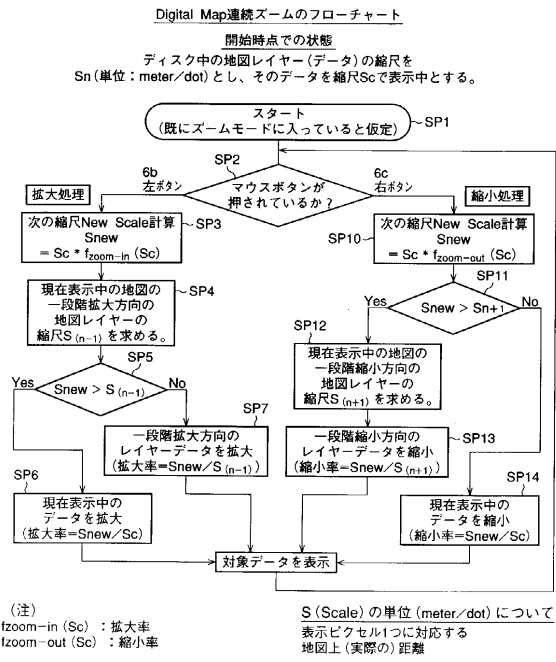 Digital Map連続ズームのフローチャート
開始時点での状態
ディスク中の地図レイヤー(データ)の縮尺を
Sn(単位:meter/dot)とし、そのデータを縮尺Scで表示中とする。
スタート
(既にズームモードに入っていると仮定)
SP1
SP2
6b
左ボタン
マウスボタンが
押されているか?
6c
右ボタン
拡大処理
次の縮尺New Scale計算
Snew
= Sc * fzoom-in (Sc)
SP3
SP4
現在表示中の地図の
一段階拡大方向の
地図レイヤーの
縮尺S(n-1)を求める。
SP5
Yes
Snew > S(n-1)
No
SP7
一段階拡大方向の
レイヤーデータを拡大
(拡大率=Snew/S(n-1))
SP6
現在表示中の
データを拡大
(拡大率=Snew/Sc)
縮小処理
次の縮尺New Scale計算
Snew
= Sc * fzoom-out (Sc)
SP10
SP11
Yes
Snew > Sn+1
No
SP12
現在表示中の地図の
一段階縮小方向の
地図レイヤーの
縮尺S(n+1)を求める。
一段階縮小方向の
レイヤーデータを縮小
(縮小率=Snew/S(n+1))
SP13
SP14
現在表示中の
データを縮小
(縮小率=Snew/Sc)
対象データを表示
(注)
fzoom-in (Sc) :拡大率
fzoom-out (Sc) :縮小率
S (Scale) の単位 (meter/dot) について
表示ピクセル1つに対応する
地図上(実際の)距離